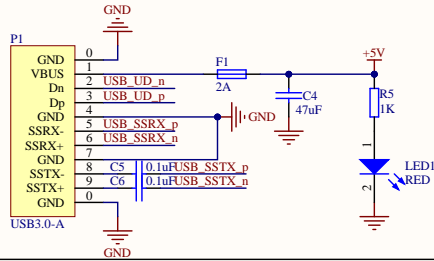 GND
P1
GND 0
VBUS 1
Dn 2 USB_UD_n
Dp 3 USB_UD_p
GND 4
SSRX- 5 USB_SSRX_p
SSRX+ 6 USB_SSRX_n
GND 7
SSTX- 8 C5 0.1uF USB_SSTX_p
SSTX+ 9 C6 0.1uF USB_SSTX_n
GND 0
USB3.0-A
GND
F1
2A
GND
C4
47uF
+5V
R5
1K
1
LED1
RED
2